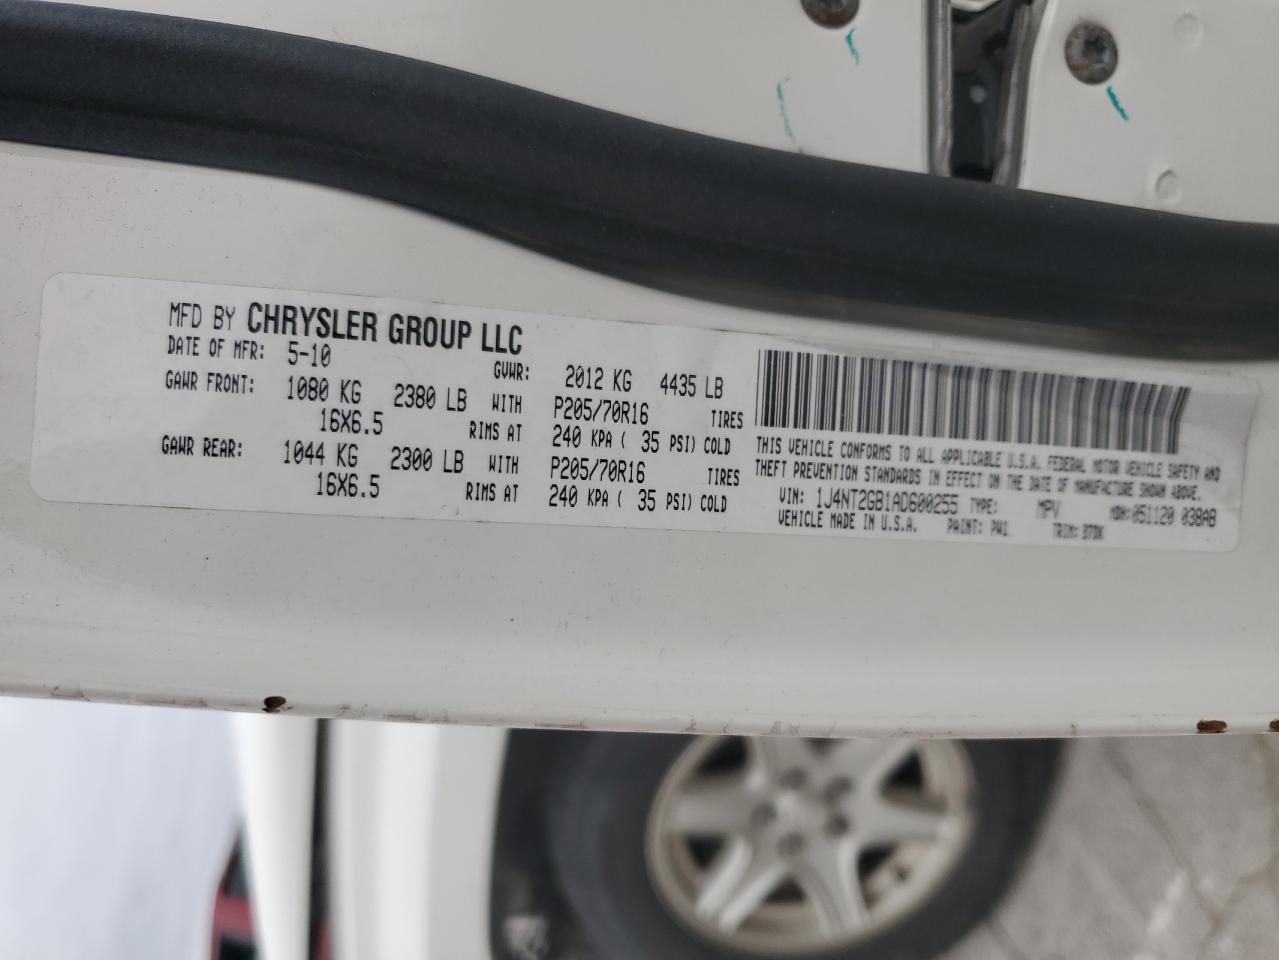 MFD BY CHRYSLER GROUP LLC
DATE OF MFR: 5-10 GVWR: 2012 KG 4435 LB
GAWR FRONT: 1080 KG 2380 LB WITH P205/70R16 TIRES
16X6.5 RIMS AT 240 KPA ( 35 PSI) COLD
GAWR REAR: 1044 KG 2300 LB WITH P205/70R16 TIRES
16X6.5 RIMS AT 240 KPA ( 35 PSI) COLD
THIS VEHICLE CONFORMS TO ALL APPLICABLE U.S.A. FEDERAL MOTOR VEHICLE SAFETY AND
THEFT PREVENTION STANDARDS IN EFFECT ON THE DATE OF MANUFACTURE SHOWN ABOVE.
VIN: 1J4NT2GB1AD600255 TYPE: MPV MDH:051120 038AB
VEHICLE MADE IN U.S.A. PAINT: PW1 TRIM: